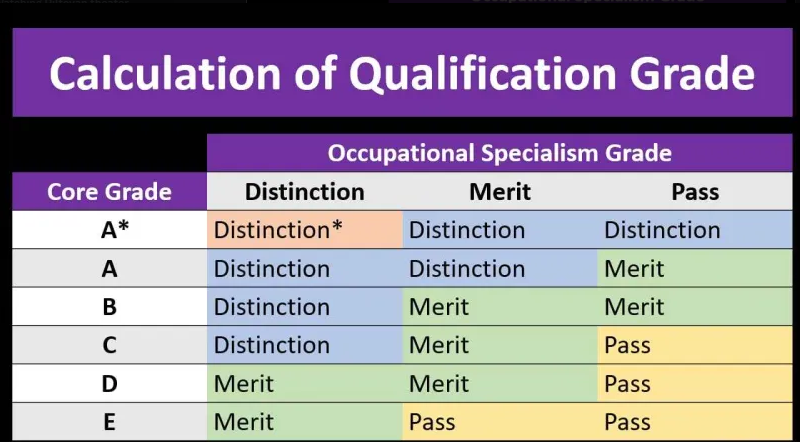 Calculation of Qualification Grade
Occupational Specialism Grade
Core Grade Distinction Merit Pass
A* Distinction* Distinction Distinction
A Distinction Distinction Merit
B Distinction Merit Merit
C Distinction Merit Pass
D Merit Merit Pass
E Merit Pass Pass